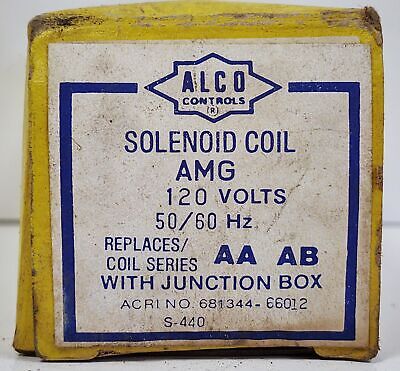 ALCO
CONTROLS
(R)
SOLENOID COIL
AMG
120 VOLTS
50/60 Hz
REPLACES/
COIL SERIES AA AB
WITH JUNCTION BOX
ACRI NO. 681344-66012
S-440